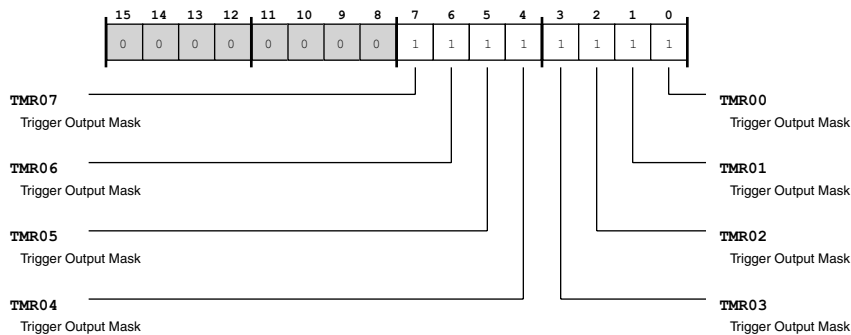 15 14 13 12 11 10 9 8 7 6 5 4 3 2 1 0
0 0 0 0 0 0 0 0 1 1 1 1 1 1 1 1
TMR07 TMR00
Trigger Output Mask Trigger Output Mask
TMR06 TMR01
Trigger Output Mask Trigger Output Mask
TMR05 TMR02
Trigger Output Mask Trigger Output Mask
TMR04 TMR03
Trigger Output Mask Trigger Output Mask